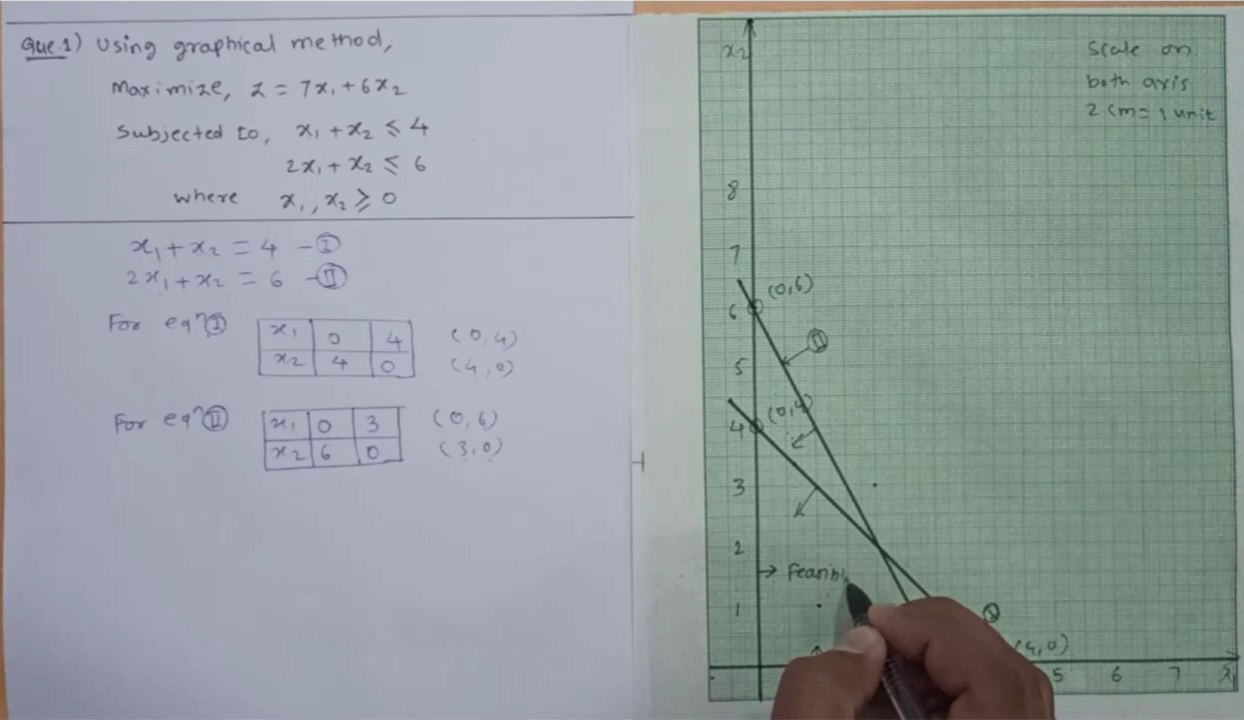 Que.1) Using graphical method,
Maximize, Z = 7x₁ + 6x₂
Subjected to, x₁ + x₂ ≤ 4
2x₁ + x₂ ≤ 6
where x₁, x₂ ≥ 0
x₁ + x₂ = 4 - Ⓘ
2x₁ + x₂ = 6 - Ⓘⓘ
For eqⁿ Ⓘ
x₁ 0 4 (0,4)
x₂ 4 0 (4,0)
For eqⁿ Ⓘⓘ
x₁ 0 3 (0,6)
x₂ 6 0 (3,0)
x₂
Scale on
both axis
2 cm = 1 unit
8
7
(0,6)
6
II
5
(0,4)
4
3
2
Feasib
1
I
(4,0)
5 6 7 x₁